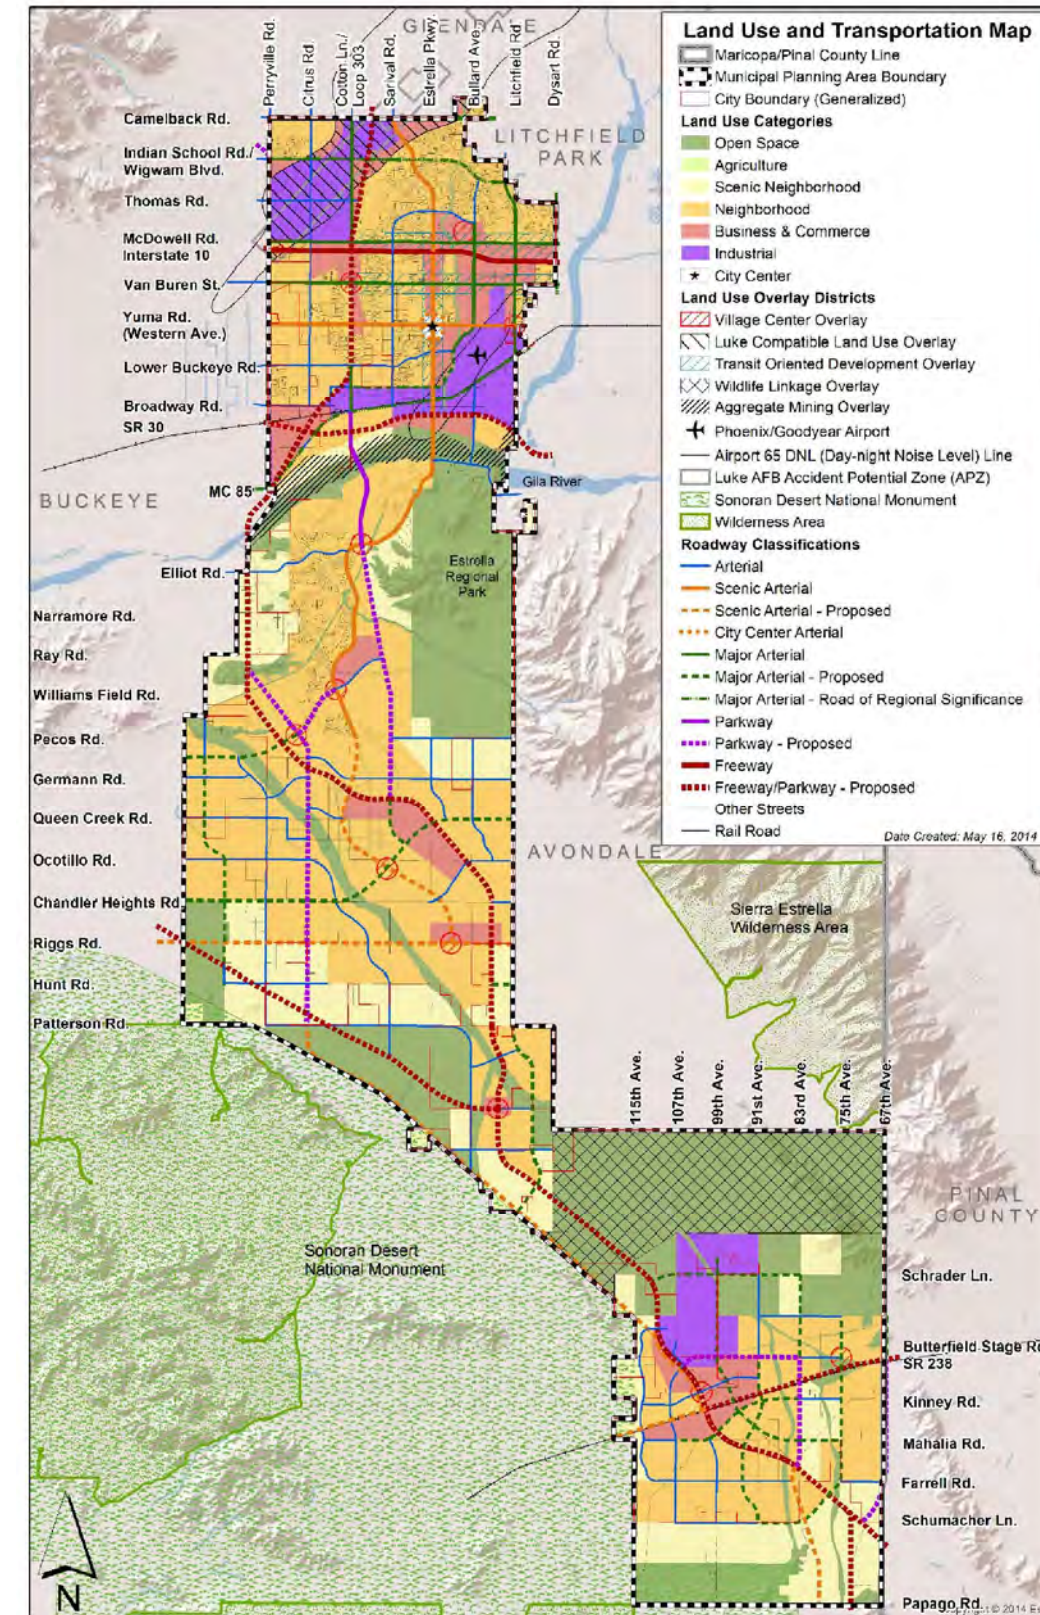 GLENDALE
Perryville Rd.
Citrus Rd.
Cotton Ln./
Loop 303
Sarival Rd.
Estrella Pkwy.
Bullard Ave.
Litchfield Rd.
Dysart Rd.
Land Use and Transportation Map
Maricopa/Pinal County Line
Municipal Planning Area Boundary
City Boundary (Generalized)
Land Use Categories
Open Space
Agriculture
Scenic Neighborhood
Neighborhood
Business & Commerce
Industrial
City Center
Land Use Overlay Districts
Village Center Overlay
Luke Compatible Land Use Overlay
Transit Oriented Development Overlay
Wildlife Linkage Overlay
Aggregate Mining Overlay
Phoenix/Goodyear Airport
Airport 65 DNL (Day-night Noise Level) Line
Luke AFB Accident Potential Zone (APZ)
Sonoran Desert National Monument
Wilderness Area
Roadway Classifications
Arterial
Scenic Arterial
Scenic Arterial - Proposed
City Center Arterial
Major Arterial
Major Arterial - Proposed
Major Arterial - Road of Regional Significance
Parkway
Parkway - Proposed
Freeway
Freeway/Parkway - Proposed
Other Streets
Rail Road
Date Created: May 16, 2014
Camelback Rd.
Indian School Rd./
Wigwam Blvd.
Thomas Rd.
McDowell Rd.
Interstate 10
Van Buren St.
Yuma Rd.
(Western Ave.)
Lower Buckeye Rd.
Broadway Rd.
SR 30
MC 85
LITCHFIELD
PARK
BUCKEYE
Gila River
Estrella
Regional
Park
Elliot Rd.
Narramore Rd.
Ray Rd.
Williams Field Rd.
Pecos Rd.
Germann Rd.
Queen Creek Rd.
Ocotillo Rd.
Chandler Heights Rd
Riggs Rd.
Hunt Rd.
Patterson Rd.
AVONDALE
Sierra Estrella
Wilderness Area
115th Ave.
107th Ave.
99th Ave.
91st Ave.
83rd Ave.
75th Ave.
67th Ave.
PINAL
COUNTY
Sonoran Desert
National Monument
Schrader Ln.
Butterfield Stage Rd
SR 238
Kinney Rd.
Mahalia Rd.
Farrell Rd.
Schumacher Ln.
Papago Rd.
N